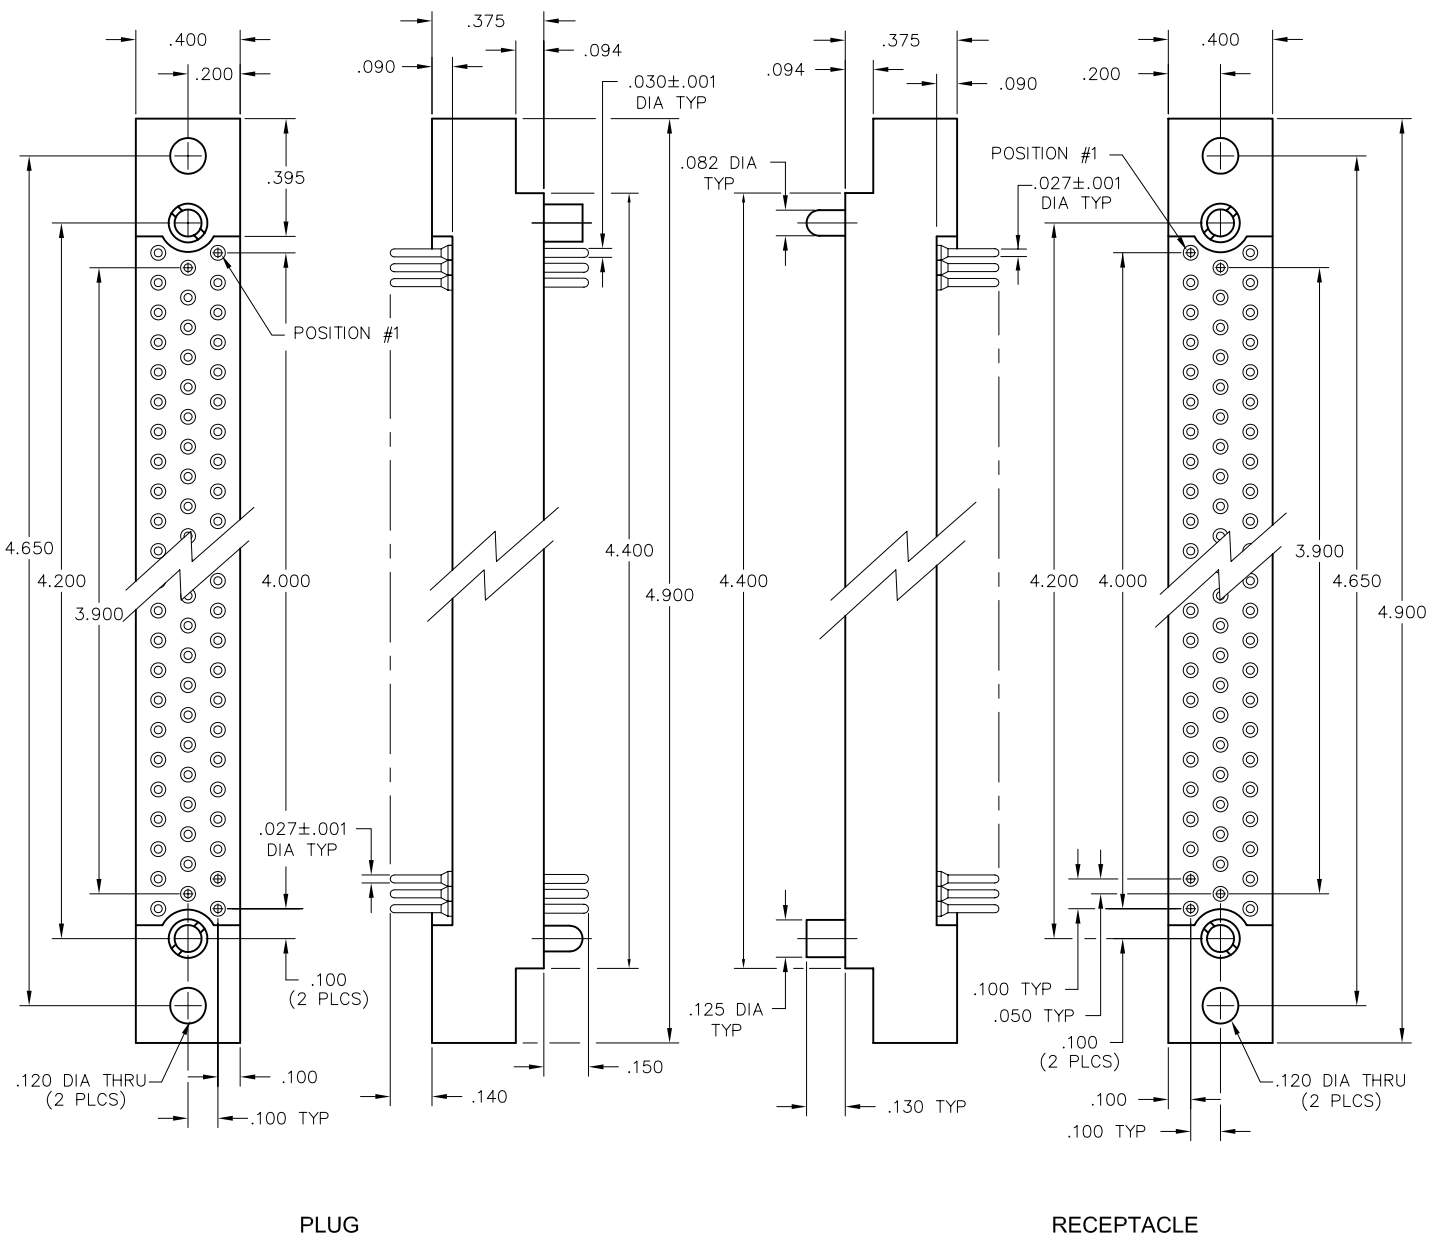 .375
.400
.094
.200
.090
.030±.001
DIA TYP
.395
POSITION #1
4.650
4.200
3.900
4.000
4.400
4.900
.027±.001
DIA TYP
.100
(2 PLCS)
.120 DIA THRU
(2 PLCS)
.100
.100 TYP
.140
.150
PLUG
.375
.400
.094
.090
.200
POSITION #1
.082 DIA
TYP
.027±.001
DIA TYP
4.400
4.200
4.000
3.900
4.650
4.900
.100 TYP
.050 TYP
.125 DIA
TYP
.100
(2 PLCS)
.130 TYP
.100
.100 TYP
.120 DIA THRU
(2 PLCS)
RECEPTACLE